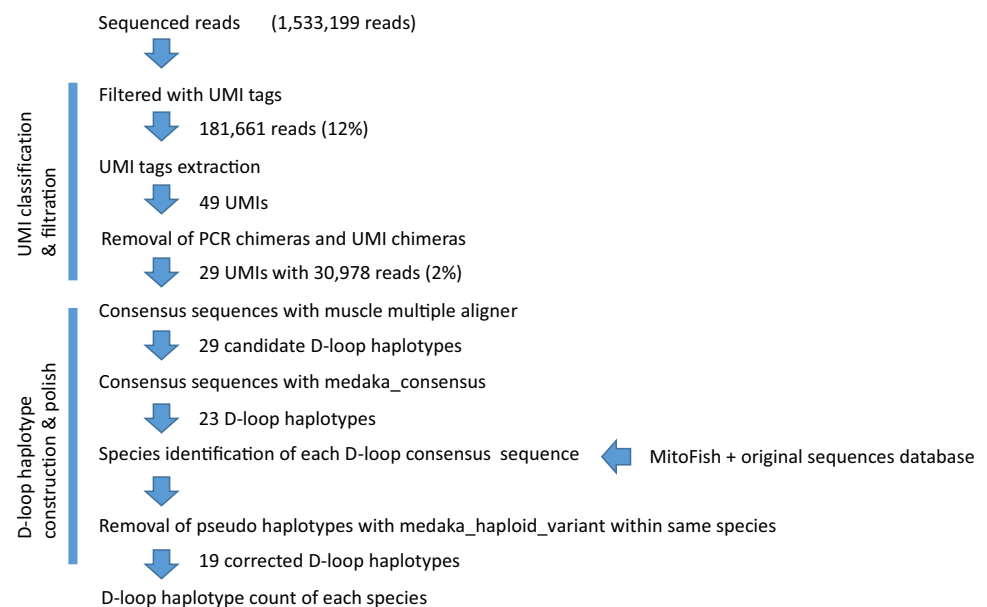 Sequenced reads (1,533,199 reads)
Filtered with UMI tags
181,661 reads (12%)
UMI tags extraction
49 UMIs
Removal of PCR chimeras and UMI chimeras
29 UMIs with 30,978 reads (2%)
UMI classification
& filtration
Consensus sequences with muscle multiple aligner
29 candidate D-loop haplotypes
Consensus sequences with medaka_consensus
23 D-loop haplotypes
Species identification of each D-loop consensus sequence
MitoFish + original sequences database
Removal of pseudo haplotypes with medaka_haploid_variant within same species
19 corrected D-loop haplotypes
D-loop haplotype
construction & polish
D-loop haplotype count of each species